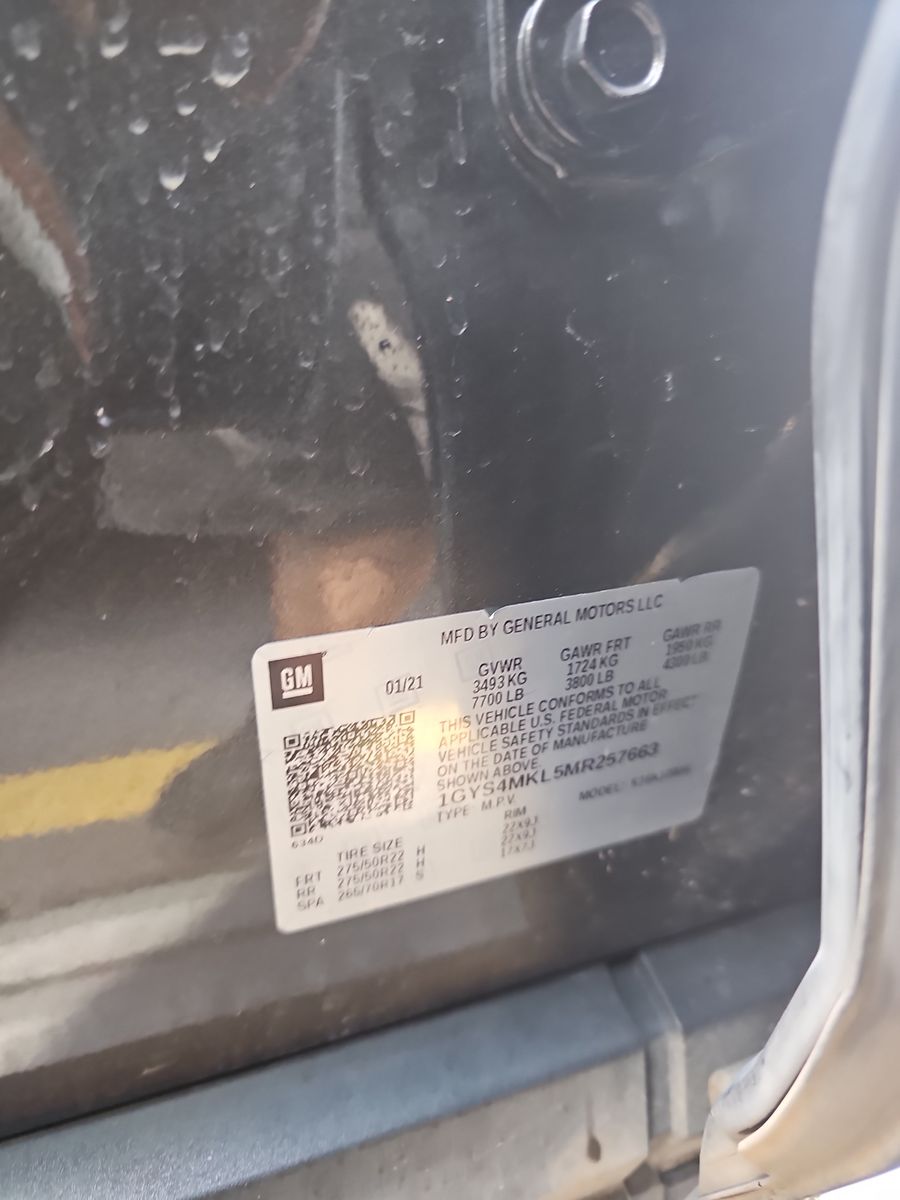 MFD BY GENERAL MOTORS LLC
GM
01/21
GVWR GAWR FRT GAWR RR
3493 KG 1724 KG 1950 KG
7700 LB 3800 LB 4300 LB
THIS VEHICLE CONFORMS TO ALL
APPLICABLE U.S. FEDERAL MOTOR
VEHICLE SAFETY STANDARDS IN EFFECT
ON THE DATE OF MANUFACTURE
SHOWN ABOVE.
1GYS4MKL5MR257663
TYPE: M.P.V. MODEL:
634D
TIRE SIZE RIM
FRT 275/50R22 H 22X9J
RR 275/50R22 H 22X9J
SPA 265/70R17 S 17X7J